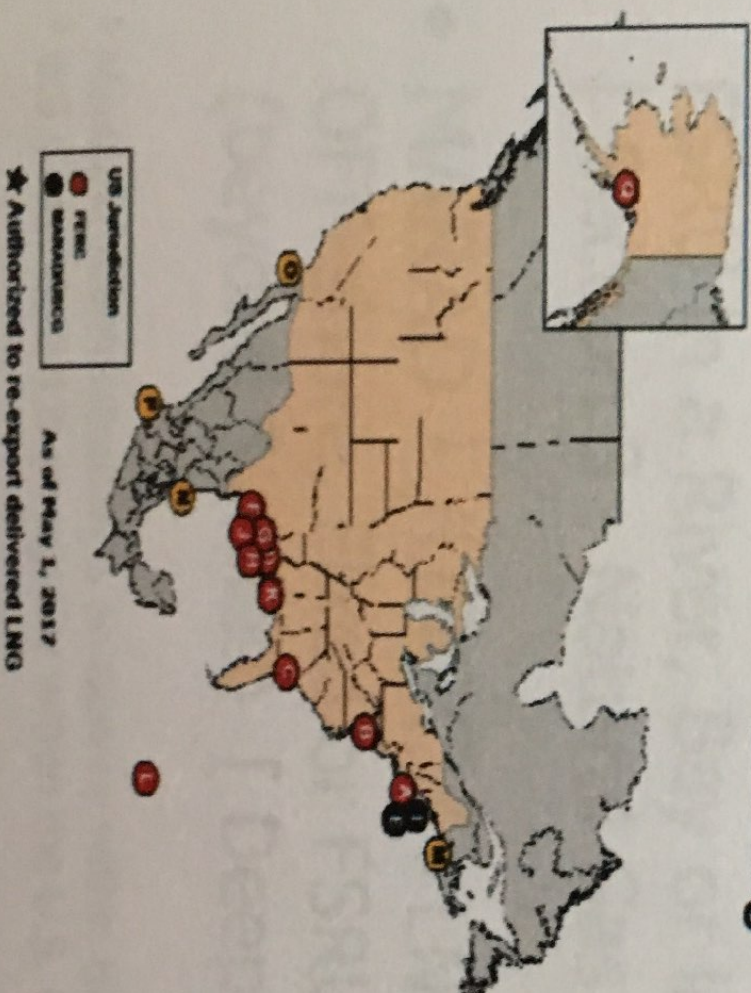 M
A
B
C
K
L
N
P
US Jurisdiction
FERC
MARAD/USCG
As of May 1, 2017
★ Authorized to re-export delivered LNG